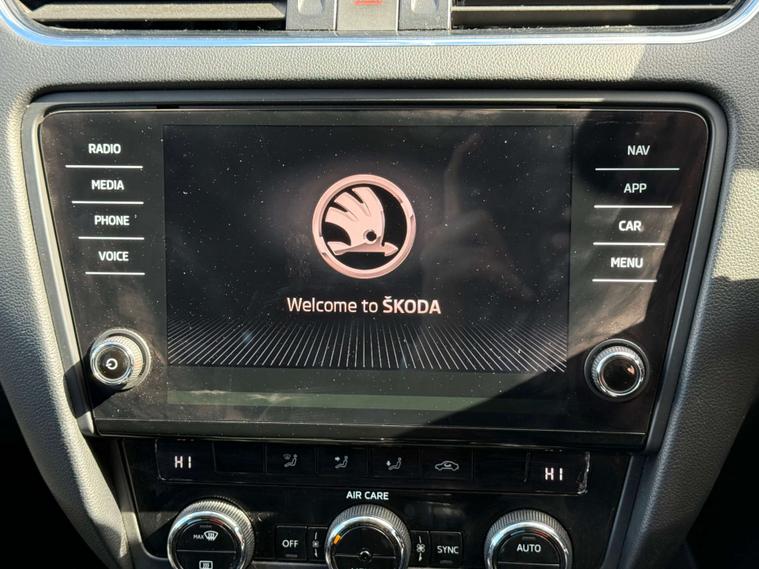 RADIO
MEDIA
PHONE
VOICE
NAV
APP
CAR
MENU
Welcome to ŠKODA
HI
HI
AIR CARE
MAX
OFF
SYNC
AUTO